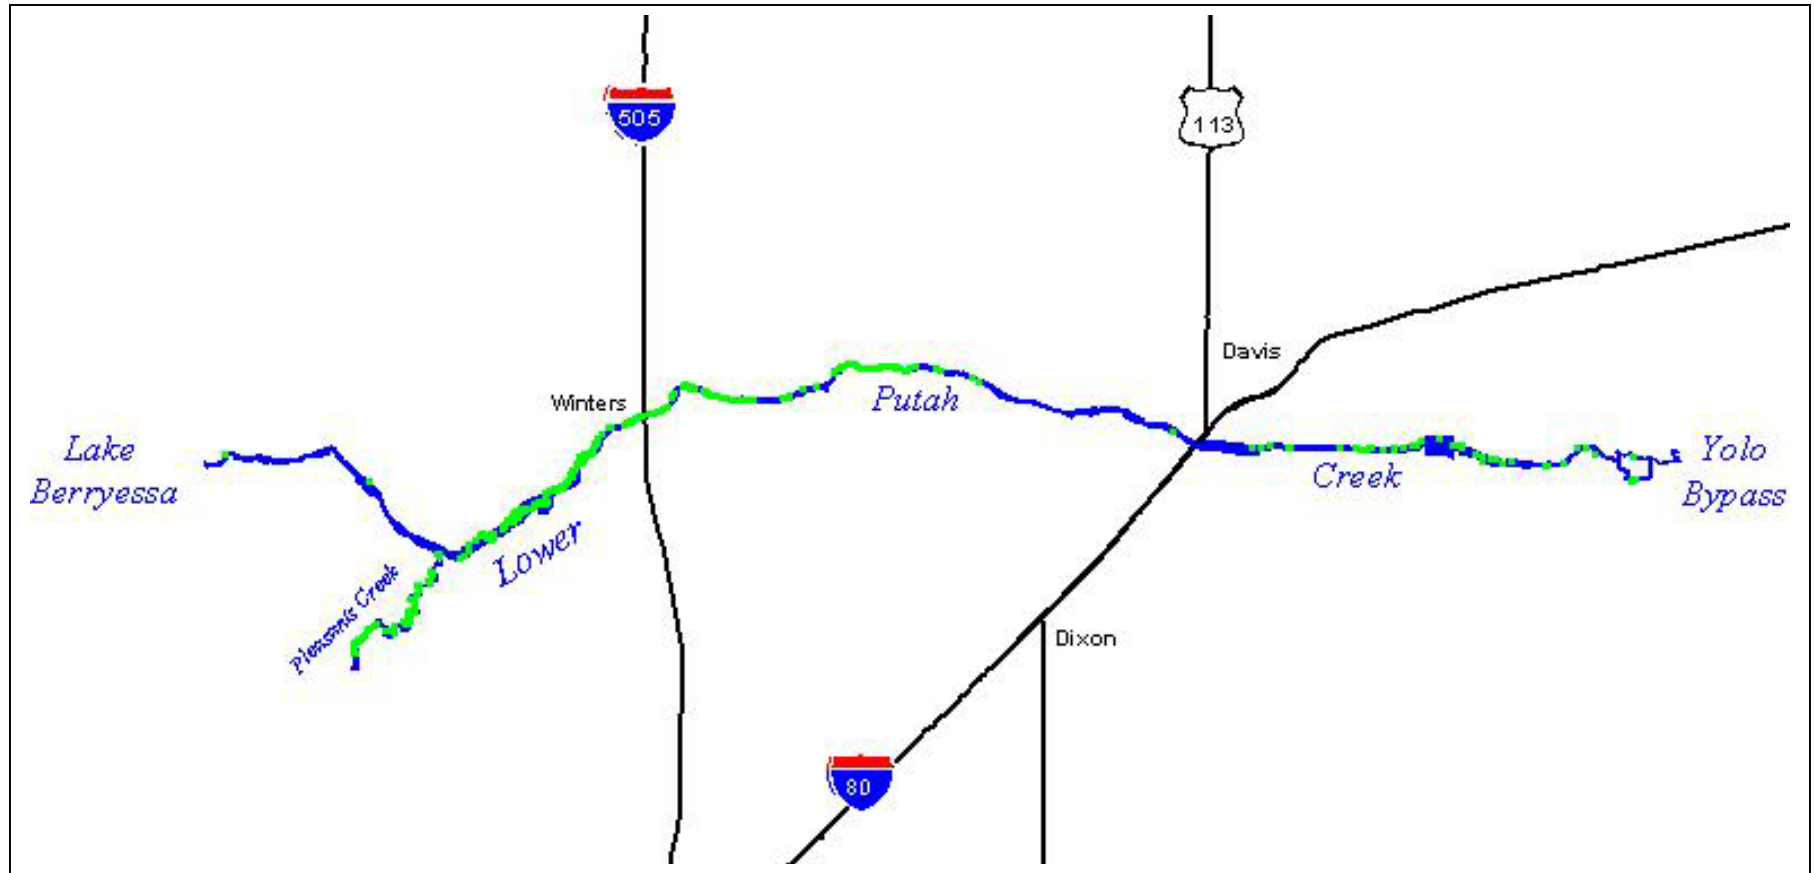 505
113
Davis
Winters
Putah
Lake
Berryessa
Creek
Yolo
Bypass
Lower
Pleasants Creek
Dixon
80